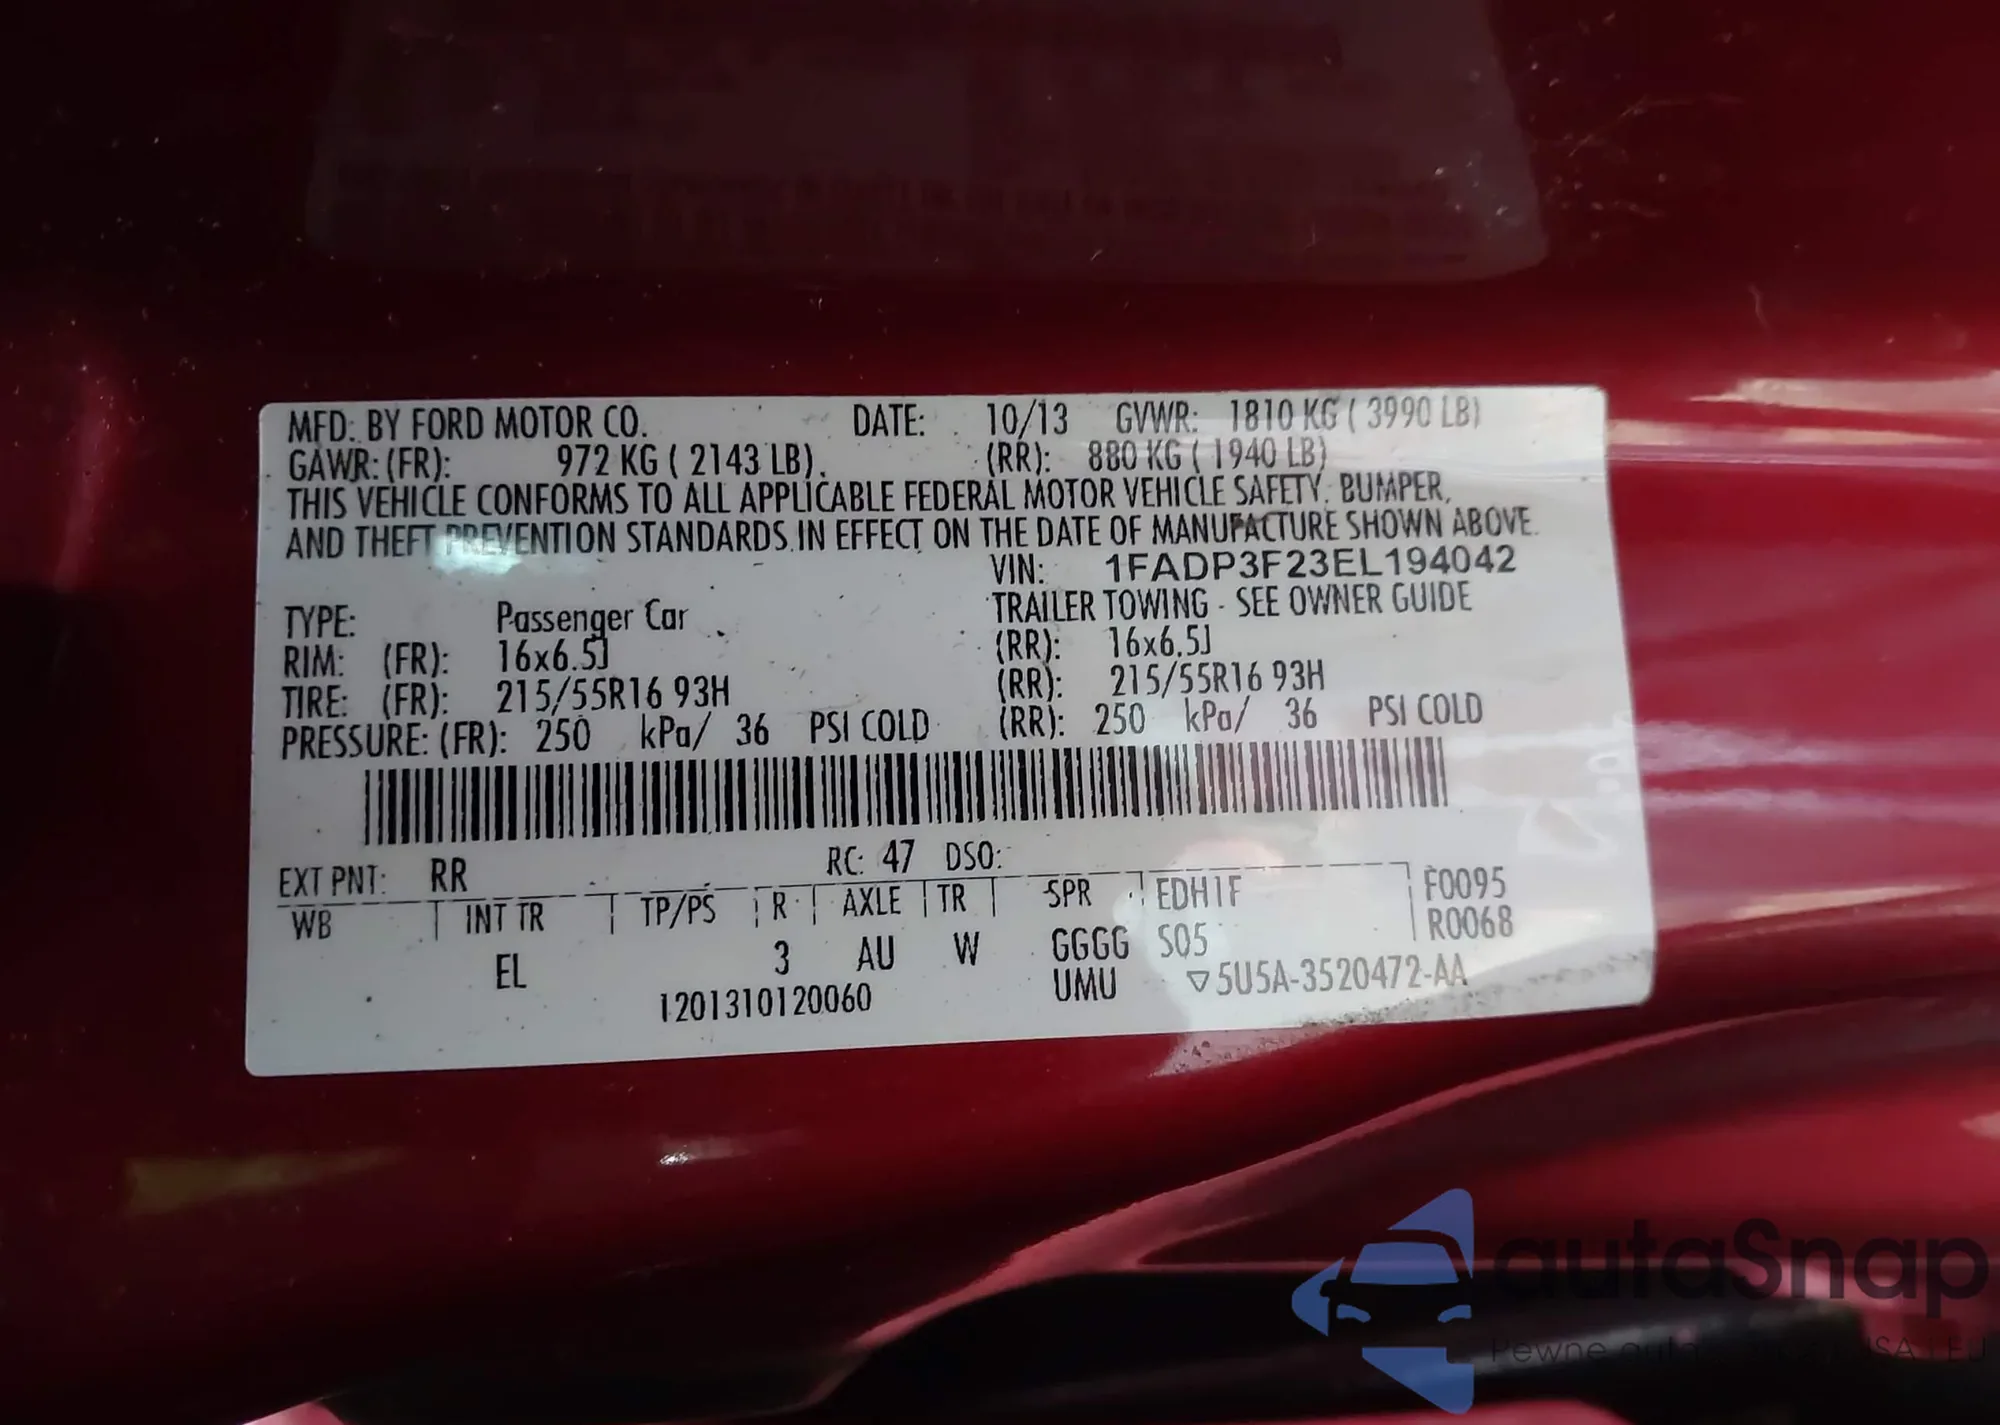 MFD. BY FORD MOTOR CO. DATE: 10/13 GVWR: 1810 KG ( 3990 LB)
GAWR: (FR): 972 KG ( 2143 LB). (RR): 880 KG ( 1940 LB)
THIS VEHICLE CONFORMS TO ALL APPLICABLE FEDERAL MOTOR VEHICLE SAFETY, BUMPER,
AND THEFT PREVENTION STANDARDS IN EFFECT ON THE DATE OF MANUFACTURE SHOWN ABOVE.
VIN: 1FADP3F23EL194042
TYPE: Passenger Car TRAILER TOWING - SEE OWNER GUIDE
RIM: (FR): 16x6.5J (RR): 16x6.5J
TIRE: (FR): 215/55R16 93H (RR): 215/55R16 93H
PRESSURE: (FR): 250 kPa/ 36 PSI COLD (RR): 250 kPa/ 36 PSI COLD
EXT PNT: RR RC: 47 DSO:
WB INT TR TP/PS R AXLE TR SPR EDH1F F0095
EL 3 AU W GGGG S05 R0068
1201310120060 UMU ▽5U5A-3520472-AA
autaSnap
Pewne auta USA | EU